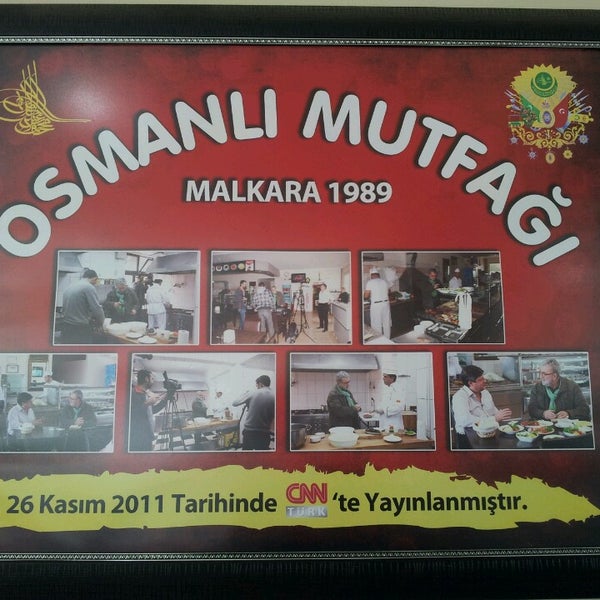 OSMANLI MUTFAĞI
MALKARA 1989
26 Kasım 2011 Tarihinde CNN TÜRK 'te Yayınlanmıştır.